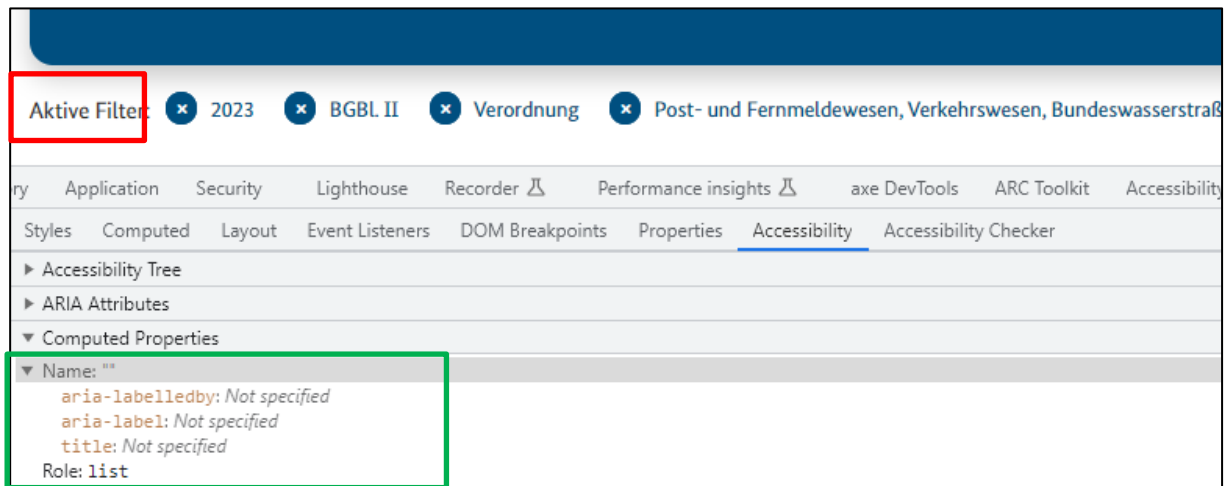 Aktive Filter: × 2023 × BGBl. II × Verordnung × Post- und Fernmeldewesen, Verkehrswesen, Bundeswasserstraß
ry Application Security Lighthouse Recorder Performance insights axe DevTools ARC Toolkit Accessibility
Styles Computed Layout Event Listeners DOM Breakpoints Properties Accessibility Accessibility Checker
Accessibility Tree
ARIA Attributes
Computed Properties
Name: ""
aria-labelledby: Not specified
aria-label: Not specified
title: Not specified
Role: list